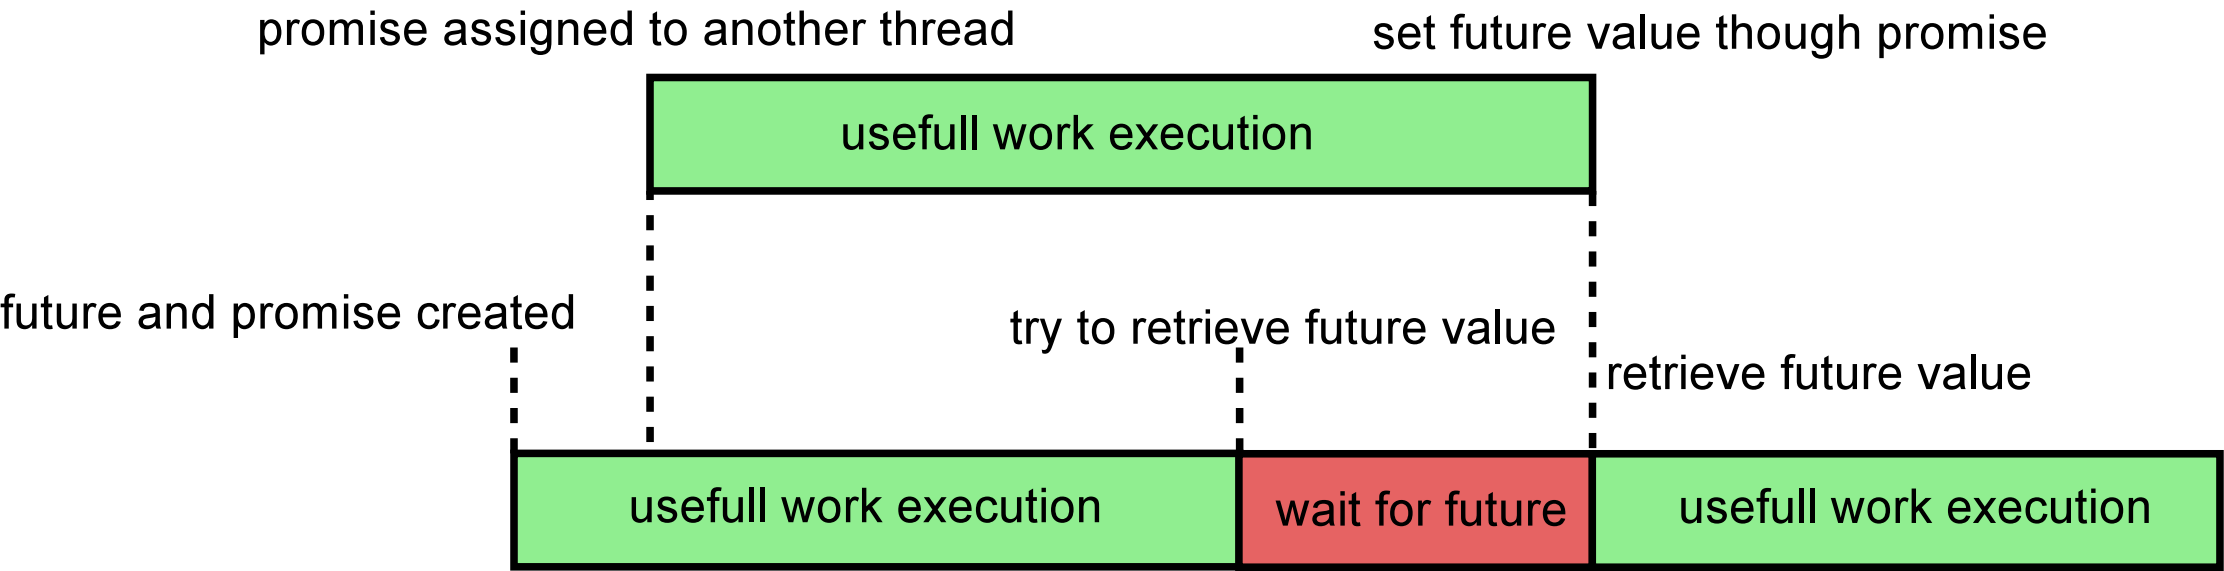 promise assigned to another thread
set future value though promise
usefull work execution
future and promise created
try to retrieve future value
retrieve future value
usefull work execution
wait for future
usefull work execution